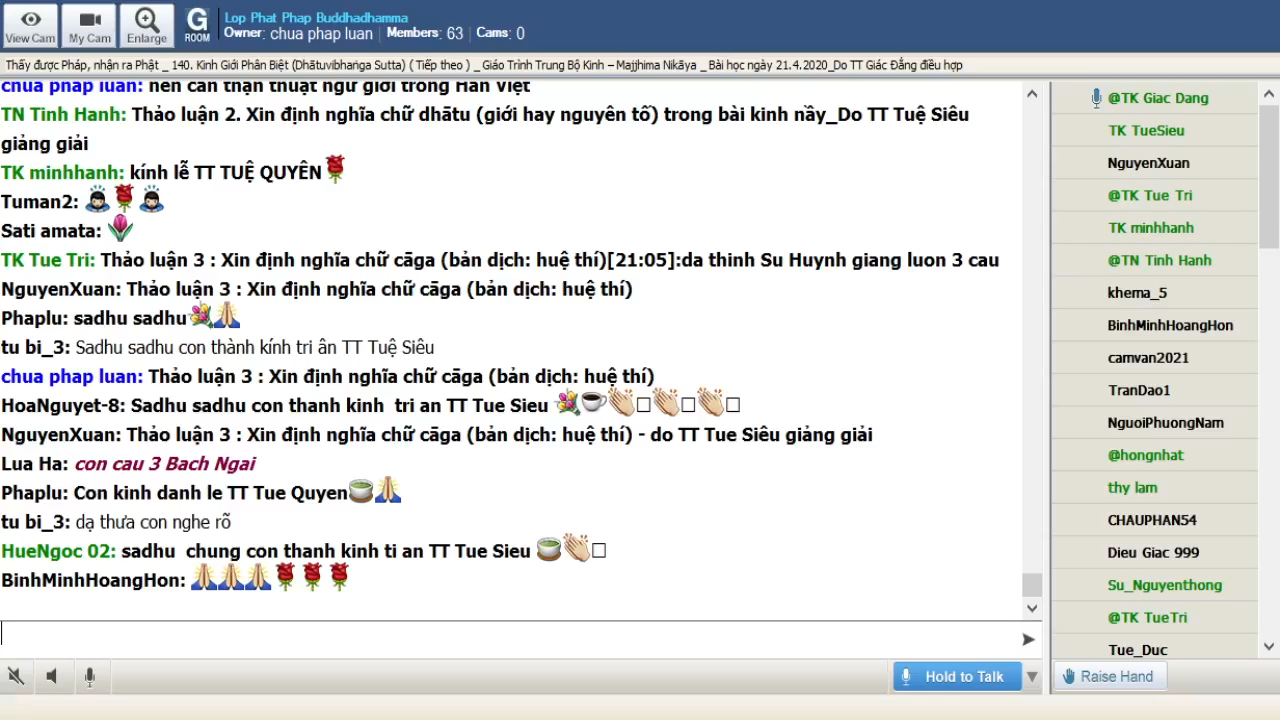 View Cam
My Cam
Enlarge
G
ROOM
Lop Phat Phap Buddhadhamma
Owner: chua phap luan Members: 63 Cams: 0
Thấy được Pháp, nhận ra Phật _ 140. Kinh Giới Phân Biệt (Dhātuvibhaṅga Sutta) ( Tiếp theo ) _ Giáo Trình Trung Bộ Kinh – Majjhima Nikāya _ Bài học ngày 21.4.2020_Do TT Giác Đẳng điều hợp
chua phap luan: nên cẩn thận thuật ngữ giới trong Hán Việt
TN Tinh Hanh: Thảo luận 2. Xin định nghĩa chữ dhātu (giới hay nguyên tố) trong bài kinh nầy_Do TT Tuệ Siêu
giảng giải
TK minhhanh: kính lễ TT TUỆ QUYÊN
Tuman2:
Sati amata:
TK Tue Tri: Thảo luận 3 : Xin định nghĩa chữ cāga (bản dịch: huệ thí)[21:05]:da thinh Su Huynh giang luon 3 cau
NguyenXuan: Thảo luận 3 : Xin định nghĩa chữ cāga (bản dịch: huệ thí)
Phaplu: sadhu sadhu
tu bi_3: Sadhu sadhu con thành kính tri ân TT Tuệ Siêu
chua phap luan: Thảo luận 3 : Xin định nghĩa chữ cāga (bản dịch: huệ thí)
HoaNguyet-8: Sadhu sadhu con thanh kinh tri an TT Tue Sieu
NguyenXuan: Thảo luận 3 : Xin định nghĩa chữ cāga (bản dịch: huệ thí) - do TT Tue Siêu giảng giải
Lua Ha: con cau 3 Bach Ngai
Phaplu: Con kinh danh le TT Tue Quyen
tu bi_3: dạ thưa con nghe rõ
HueNgoc 02: sadhu chung con thanh kinh ti an TT Tue Sieu
BinhMinhHoangHon:
Hold to Talk
@TK Giac Dang
TK TueSieu
NguyenXuan
@TK Tue Tri
TK minhhanh
@TN Tinh Hanh
khema_5
BinhMinhHoangHon
camvan2021
TranDao1
NguoiPhuongNam
@hongnhat
thy lam
CHAUPHAN54
Dieu Giac 999
Su_Nguyenthong
@TK TueTri
Tue_Duc
Raise Hand